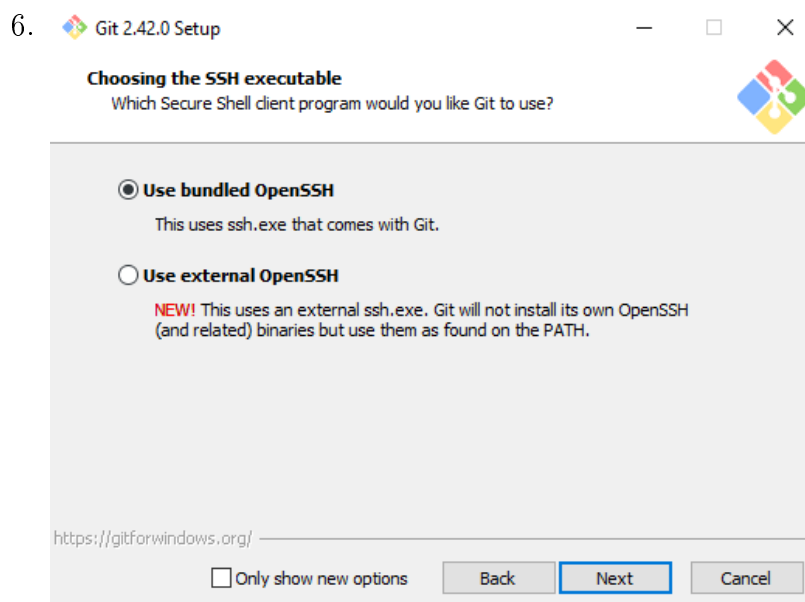 6. Git 2.42.0 Setup
Choosing the SSH executable
Which Secure Shell client program would you like Git to use?
Use bundled OpenSSH
This uses ssh.exe that comes with Git.
Use external OpenSSH
NEW! This uses an external ssh.exe. Git will not install its own OpenSSH
(and related) binaries but use them as found on the PATH.
https://gitforwindows.org/
Only show new options Back Next Cancel